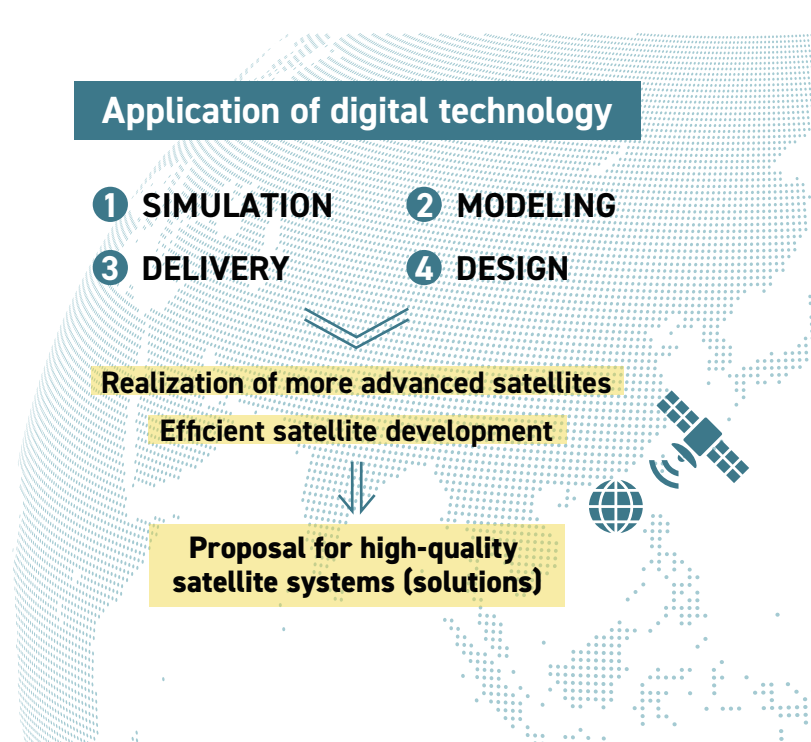 Application of digital technology
1 SIMULATION
2 MODELING
3 DELIVERY
4 DESIGN
Realization of more advanced satellites
Efficient satellite development
Proposal for high-quality
satellite systems (solutions)